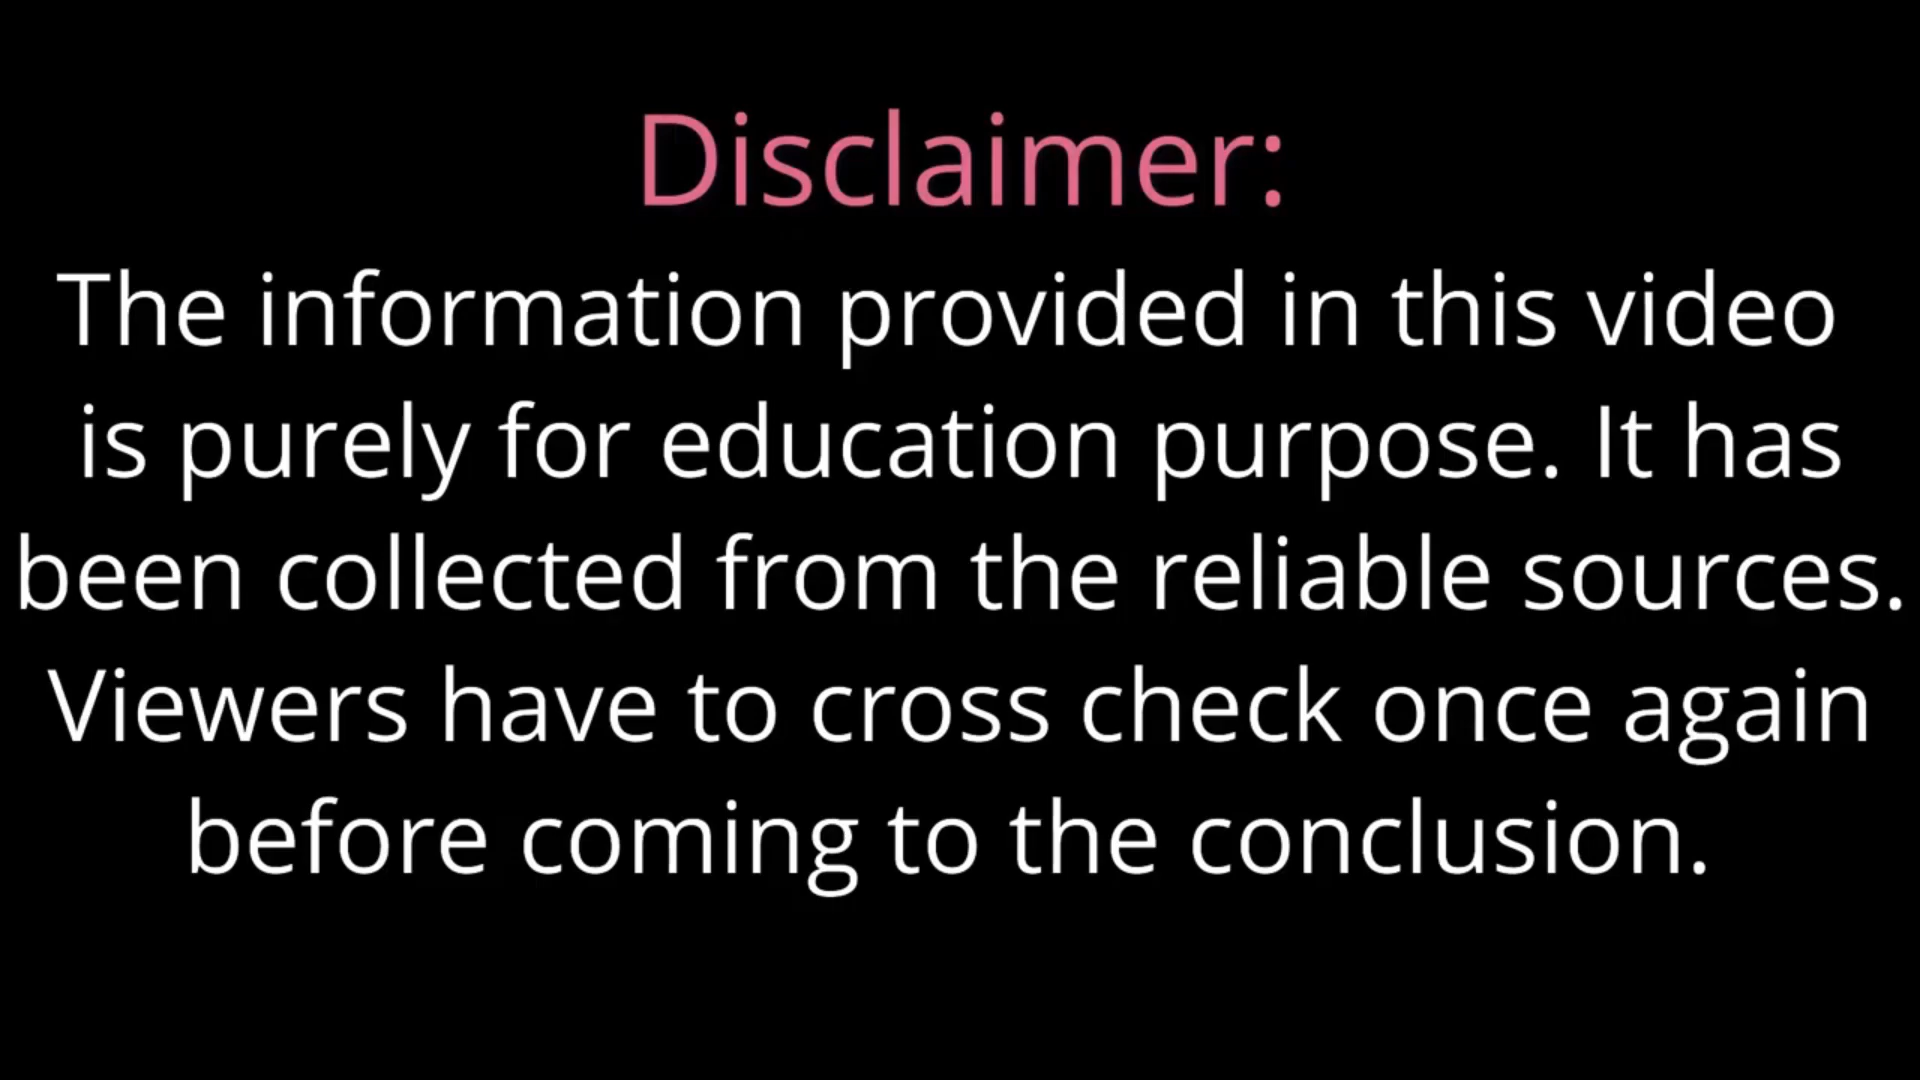 Disclaimer:
The information provided in this video
is purely for education purpose. It has
been collected from the reliable sources.
Viewers have to cross check once again
before coming to the conclusion.